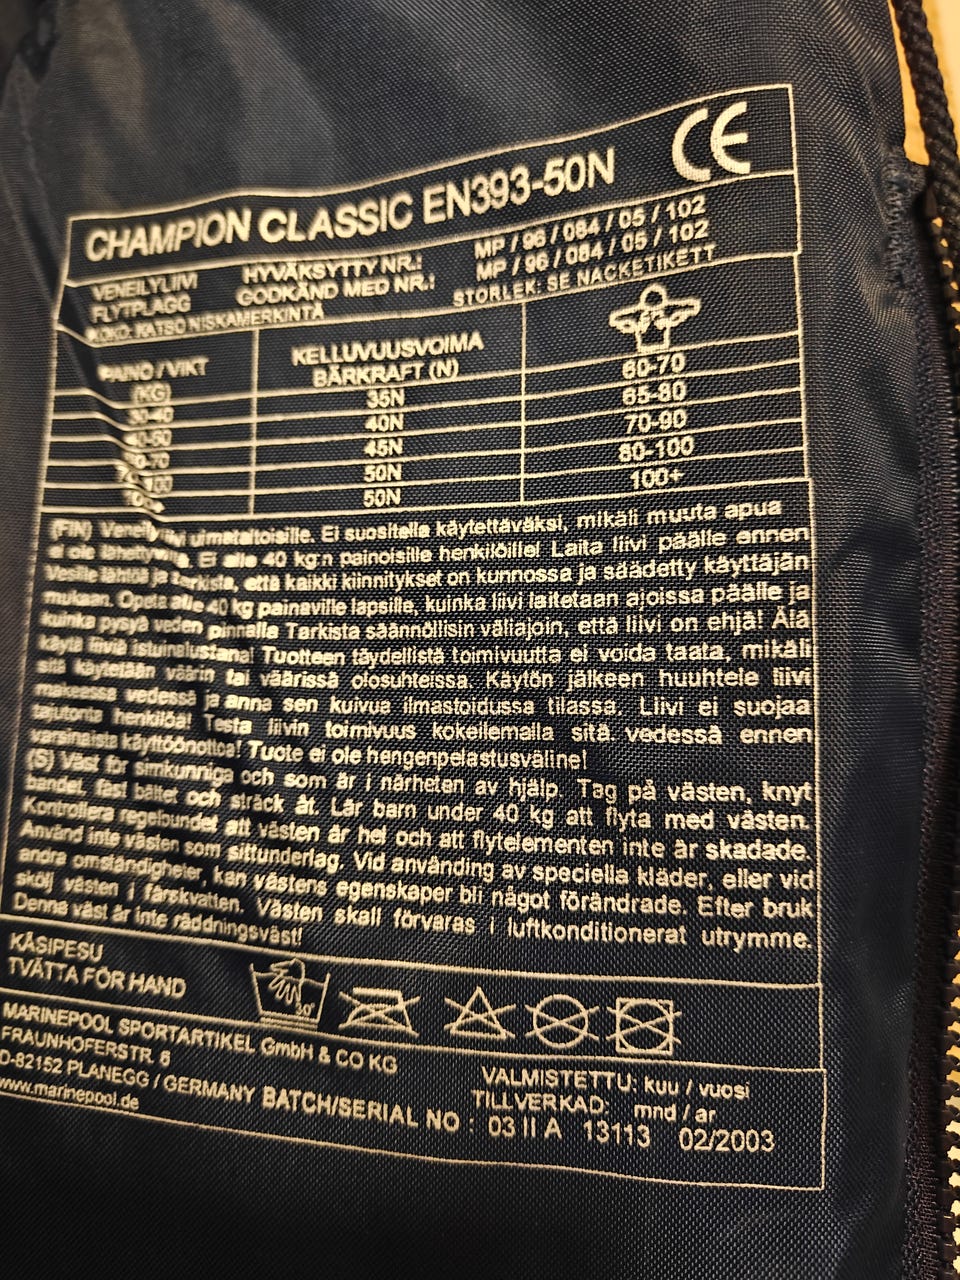 CHAMPION CLASSIC EN393-50N CE
VENEILYLIIVI HYVÄKSYTTY NR.: MP / 96 / 084 / 05 / 102
FLYTPLAGG GODKÄND MED NR.: MP / 96 / 084 / 05 / 102
KOKO: KATSO NISKAMERKINTÄ STORLEK: SE NACKETIKETT
PAINO / VIKT KELLUVUUSVOIMA
(KG) BÄRKRAFT (N)
30-40 35N 60-70
40-50 40N 65-80
50-70 45N 70-90
70-100 50N 80-100
100+ 50N 100+
(FIN) Veneilyliivi uimataitoisille. Ei suositella käytettäväksi, mikäli muuta apua
ei ole lähettyvillä. Ei alle 40 kg:n painoisille henkilöille! Laita liivi päälle ennen
Vesille lähtöä ja tarkista, että kaikki kiinnitykset on kunnossa ja säädetty käyttäjän
mukaan. Opeta alle 40 kg painaville lapsille, kuinka liivi laitetaan ajoissa päälle ja
kuinka pysyä veden pinnalla Tarkista säännöllisin väliajoin, että liivi on ehjä! Älä
käytä liiviä istuinalustana! Tuotteen täydellistä toimivuutta ei voida taata, mikäli
sitä käytetään väärin tai väärissä olosuhteissa. Käytön jälkeen huuhtele liivi
makeassa vedessä ja anna sen kuivua ilmastoidussa tilassa. Liivi ei suojaa
tajutonta henkilöä! Testa liivin toimivuus kokeilemalla sitä vedessä ennen
varsinaista käyttöönottoa! Tuote ei ole hengenpelastusväline!
(S) Väst för simkunniga och som är i närheten av hjälp. Tag på västen, knyt
bandet, fäst bältet och sträck åt. Lär barn under 40 kg att flyta med västen.
Kontrollera regelbundet att västen är hel och att flytelementen inte är skadade.
Använd inte västen som sittunderlag. Vid användning av speciella kläder, eller vid
andra omständigheter, kan västens egenskaper bli något förändrade. Efter bruk
skölj västen i färskvatten. Västen skall förvaras i luftkonditionerat utrymme.
Denna väst är inte räddningsväst!
KÄSIPESU
TVÄTTA FÖR HAND
30°
MARINEPOOL SPORTARTIKEL GmbH & CO KG
FRAUNHOFERSTR. 6
D-82152 PLANEGG / GERMANY
www.marinepool.de
VALMISTETTU: kuu / vuosi
TILLVERKAD: mnd / ar
BATCH/SERIAL NO : 03 II A 13113 02/2003